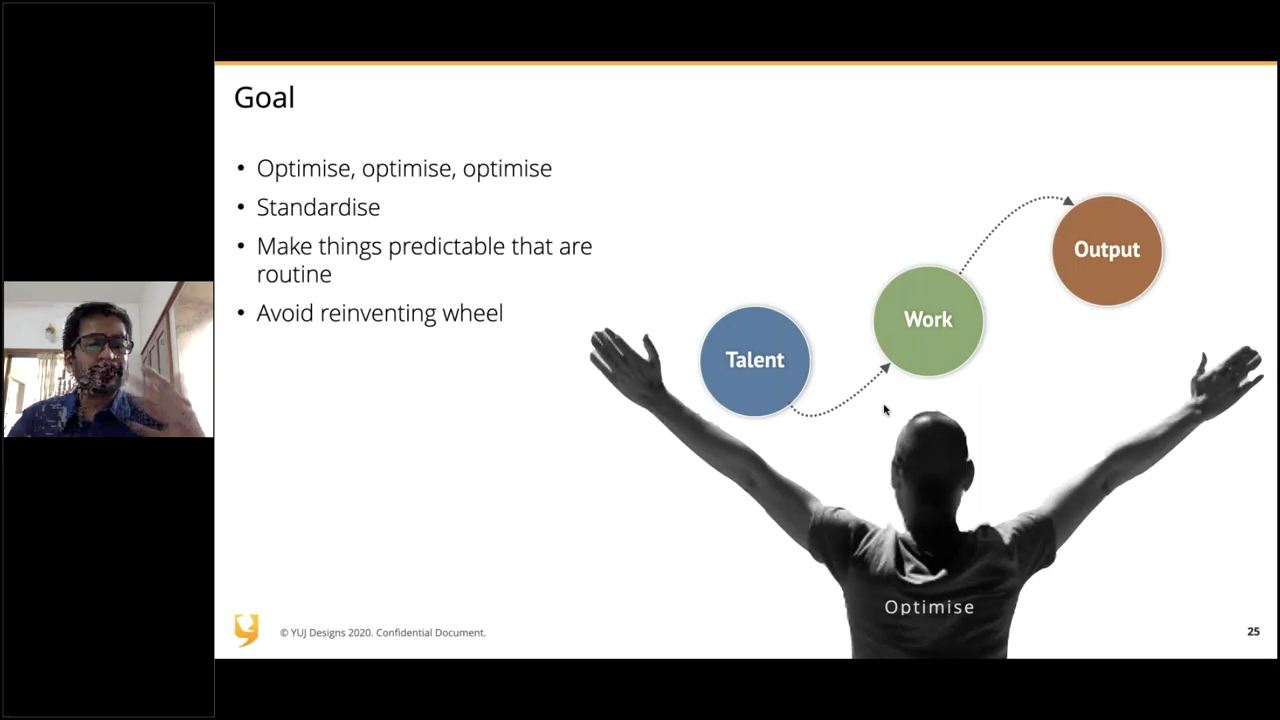 Goal
• Optimise, optimise, optimise
• Standardise
• Make things predictable that are
routine
• Avoid reinventing wheel
Talent
Work
Output
Optimise
© YUJ Designs 2020. Confidential Document.
25